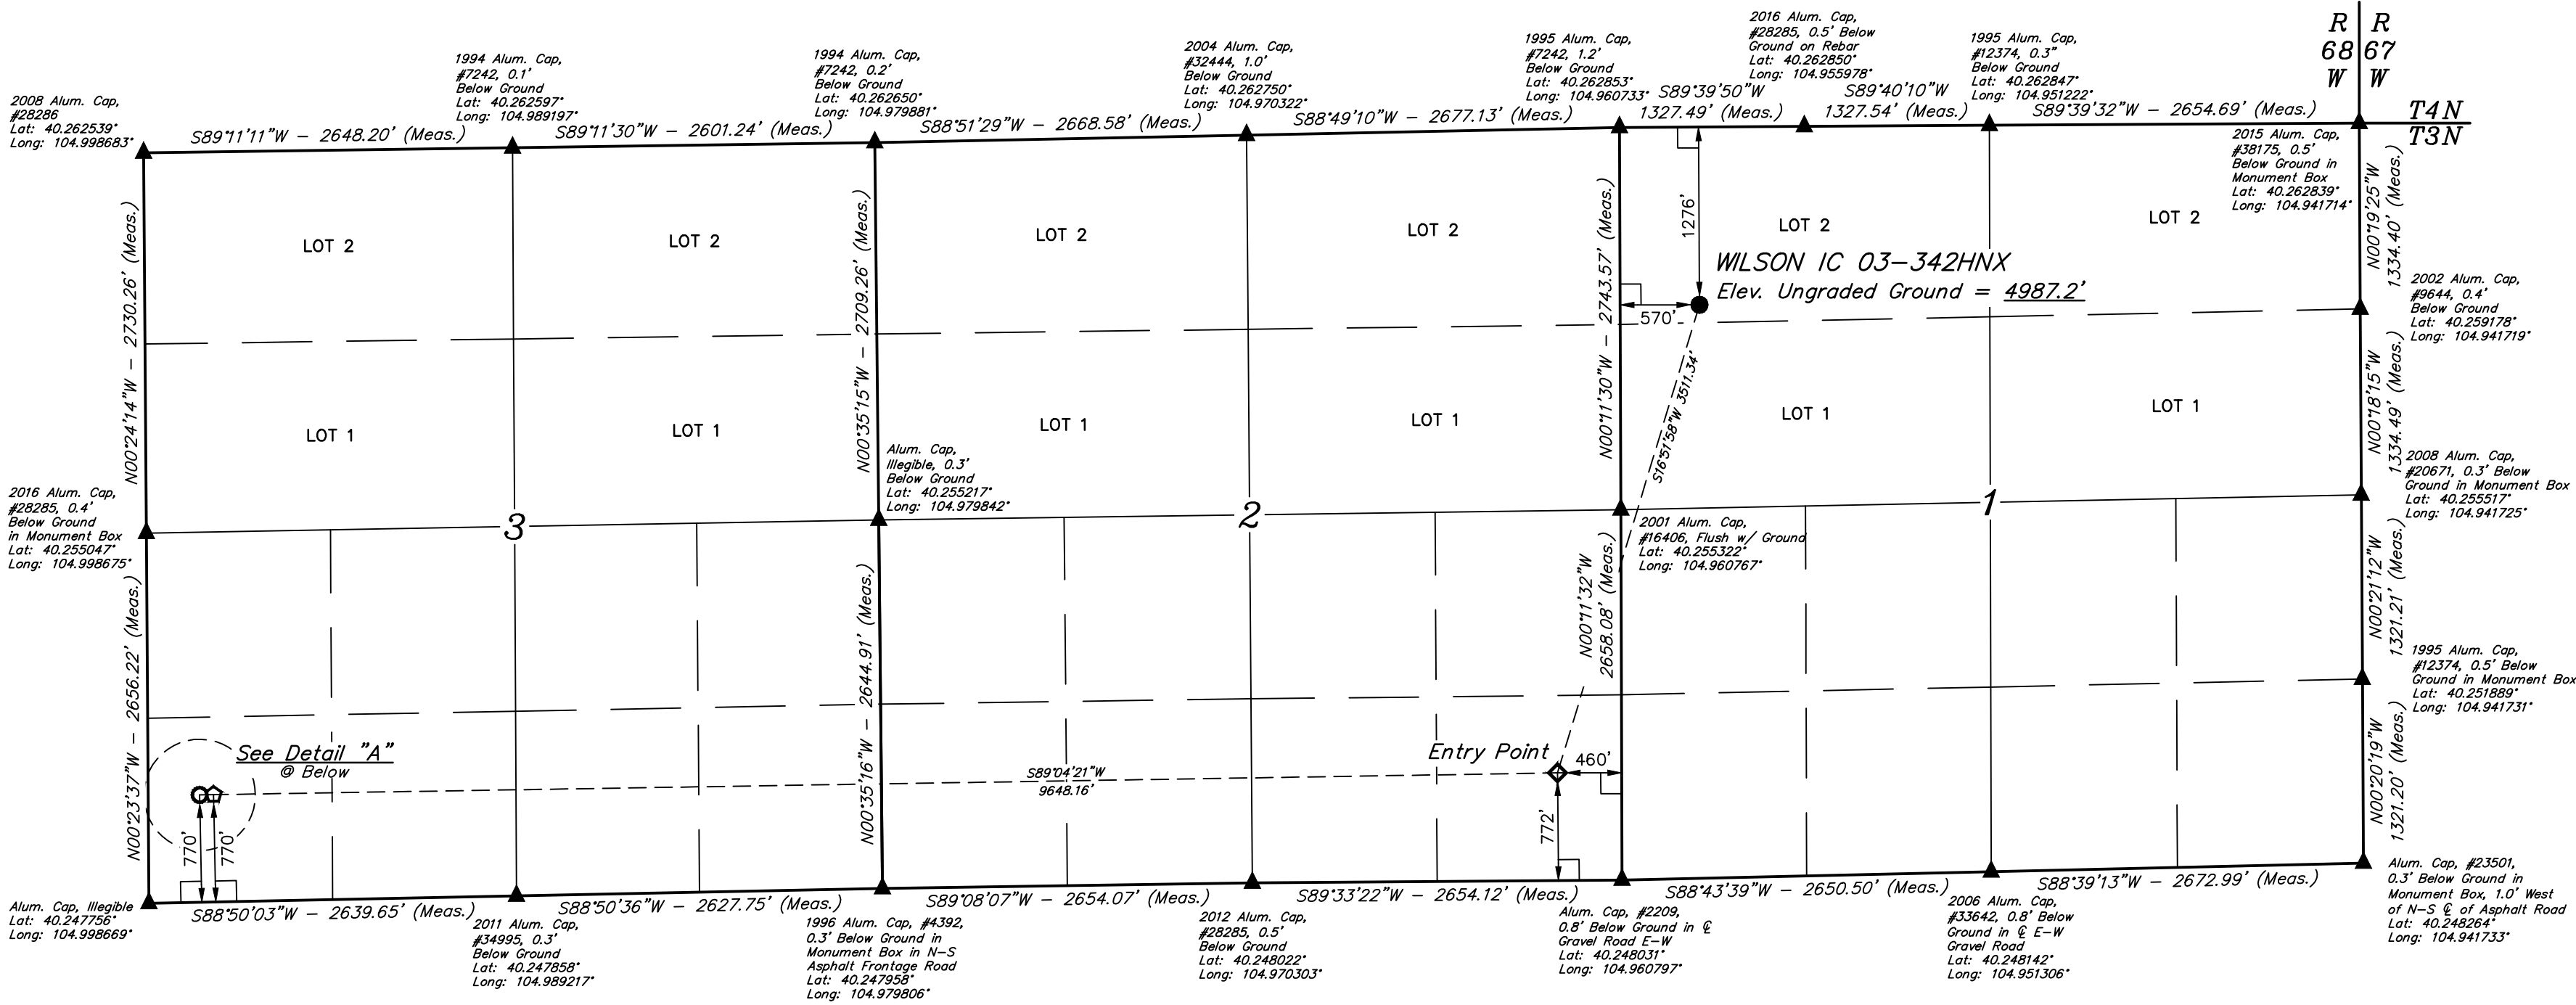 R R
68 67
W W
T4N
T3N
2008 Alum. Cap,
#28286
Lat: 40.262539°
Long: 104.998683°
1994 Alum. Cap,
#7242, 0.1'
Below Ground
Lat: 40.262597°
Long: 104.989197°
1994 Alum. Cap,
#7242, 0.2'
Below Ground
Lat: 40.262650°
Long: 104.979881°
2004 Alum. Cap,
#32444, 1.0'
Below Ground
Lat: 40.262750°
Long: 104.970322°
1995 Alum. Cap,
#7242, 1.2'
Below Ground
Lat: 40.262853°
Long: 104.960733°
2016 Alum. Cap,
#28285, 0.5' Below
Ground on Rebar
Lat: 40.262850°
Long: 104.955978°
1995 Alum. Cap,
#12374, 0.3"
Below Ground
Lat: 40.262847°
Long: 104.951222°
S89°11'11"W - 2648.20' (Meas.)
S89°11'30"W - 2601.24' (Meas.)
S88°51'29"W - 2668.58' (Meas.)
S88°49'10"W - 2677.13' (Meas.)
S89°39'50"W
1327.49' (Meas.)
S89°40'10"W
1327.54' (Meas.)
S89°39'32"W - 2654.69' (Meas.)
2015 Alum. Cap,
#38175, 0.5'
Below Ground in
Monument Box
Lat: 40.262839°
Long: 104.941714°
N00°19'25"W
1334.40' (Meas.)
N00°24'14"W - 2730.26' (Meas.)
LOT 2
LOT 2
N00°35'15"W - 2709.26' (Meas.)
LOT 2
LOT 2
N00°11'30"W - 2743.57' (Meas.)
1276'
LOT 2
LOT 2
WILSON IC 03-342HNX
Elev. Ungraded Ground = 4987.2'
570'
2002 Alum. Cap,
#9644, 0.4'
Below Ground
Lat: 40.259178°
Long: 104.941719°
S16°51'58"W 3511.34'
N00°18'15"W
1334.49' (Meas.)
LOT 1
LOT 1
LOT 1
LOT 1
LOT 1
LOT 1
2016 Alum. Cap,
#28285, 0.4'
Below Ground
in Monument Box
Lat: 40.255047°
Long: 104.998675°
Alum. Cap,
Illegible, 0.3'
Below Ground
Lat: 40.255217°
Long: 104.979842°
2008 Alum. Cap,
#20671, 0.3' Below
Ground in Monument Box
Lat: 40.255517°
Long: 104.941725°
3
2
1
2001 Alum. Cap,
#16406, Flush w/ Ground
Lat: 40.255322°
Long: 104.960767°
N00°23'37"W - 2656.22' (Meas.)
N00°35'16"W - 2644.91' (Meas.)
N00°11'32"W
2658.08' (Meas.)
N00°21'12"W
1321.21' (Meas.)
1995 Alum. Cap,
#12374, 0.5' Below
Ground in Monument Box
Lat: 40.251889°
Long: 104.941731°
N00°20'19"W
1321.20' (Meas.)
See Detail "A"
@ Below
770'
770'
S89°04'21"W
9648.16'
Entry Point
460'
772'
S88°50'03"W - 2639.65' (Meas.)
S88°50'36"W - 2627.75' (Meas.)
S89°08'07"W - 2654.07' (Meas.)
S89°33'22"W - 2654.12' (Meas.)
S88°43'39"W - 2650.50' (Meas.)
S88°39'13"W - 2672.99' (Meas.)
Alum. Cap, Illegible
Lat: 40.247756°
Long: 104.998669°
2011 Alum. Cap,
#34995, 0.3'
Below Ground
Lat: 40.247858°
Long: 104.989217°
1996 Alum. Cap, #4392,
0.3' Below Ground in
Monument Box in N-S
Asphalt Frontage Road
Lat: 40.247958°
Long: 104.979806°
2012 Alum. Cap,
#28285, 0.5'
Below Ground
Lat: 40.248022°
Long: 104.970303°
Alum. Cap, #2209,
0.8' Below Ground in ℄
Gravel Road E-W
Lat: 40.248031°
Long: 104.960797°
2006 Alum. Cap,
#33642, 0.8' Below
Ground in ℄ E-W
Gravel Road
Lat: 40.248142°
Long: 104.951306°
Alum. Cap, #23501,
0.3' Below Ground in
Monument Box, 1.0' West
of N-S ℄ of Asphalt Road
Lat: 40.248264°
Long: 104.941733°